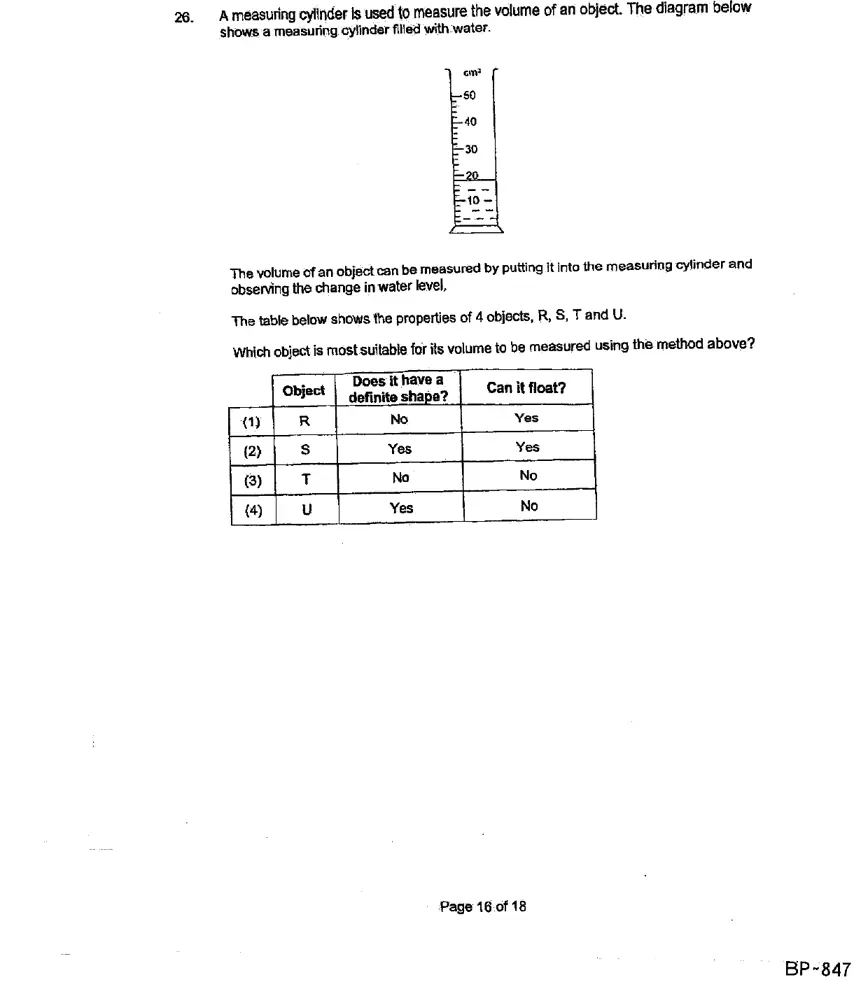 26. A measuring cylinder is used to measure the volume of an object. The diagram below
shows a measuring cylinder filled with water.
cm³
50
40
30
20
10
The volume of an object can be measured by putting it into the measuring cylinder and
observing the change in water level,
The table below shows the properties of 4 objects, R, S, T and U.
Which object is most suitable for its volume to be measured using the method above?
Object Does it have a definite shape? Can it float?
(1) R No Yes
(2) S Yes Yes
(3) T No No
(4) U Yes No
Page 16 of 18
BP-847